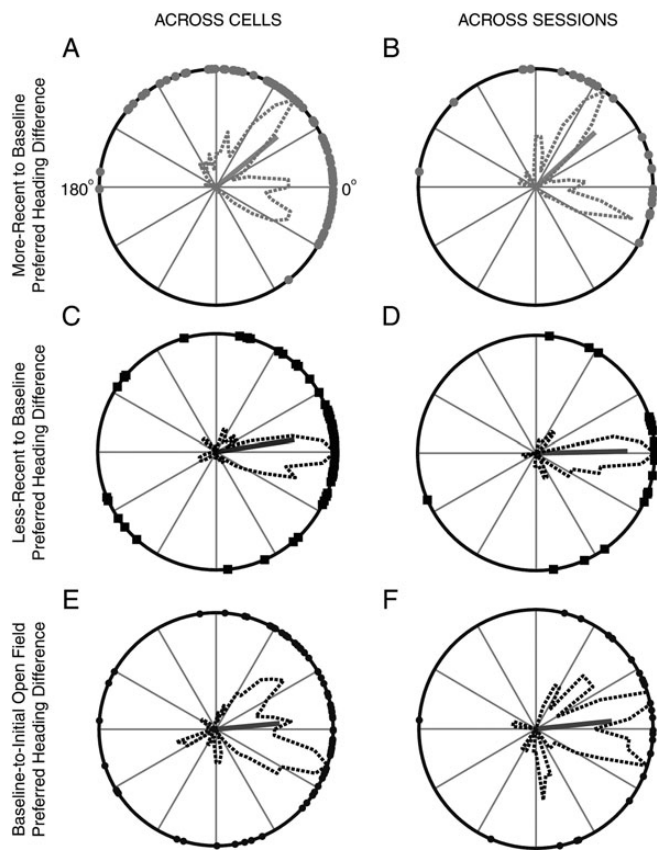 ACROSS CELLS
ACROSS SESSIONS
A
B
More-Recent to Baseline
Preferred Heading Difference
180°
0°
C
D
Less-Recent to Baseline
Preferred Heading Difference
E
F
Baseline-to-Initial Open Field
Preferred Heading Difference